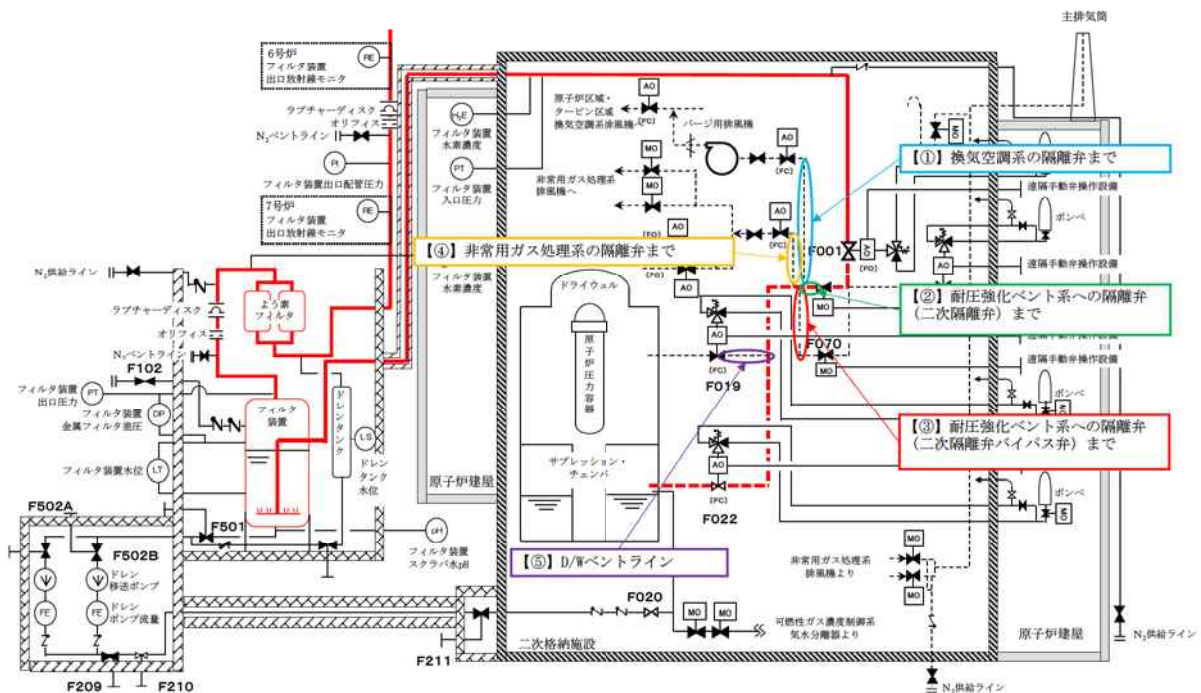 主排気筒
6号炉
フィルタ装置
出口放射線モニタ
RE
ラプチャーディスク
オリフィス
N₂ベントライン
PI
フィルタ装置出口配管圧力
7号炉
フィルタ装置
出口放射線モニタ
RE
H₂E
フィルタ装置
水素濃度
PT
フィルタ装置
入口圧力
原子炉区域・
タービン区域
換気空調系排風機へ
AO
(FC)
パージ用排風機
AO
(FC)
MO
非常用ガス処理系
排風機へ
MO
AO
(FC)
MO
【①】換気空調系の隔離弁まで
遠隔手動弁操作設備
ボンベ
【④】非常用ガス処理系の隔離弁まで
F001
AO
(FO)
AO
遠隔手動弁操作設備
N₂供給ライン
フィルタ装置
水素濃度
(FO)
AO
ドライウェル
よう素
フィルタ
ラプチャーディスク
オリフィス
【②】耐圧強化ベント系への隔離弁
(二次隔離弁)まで
MO
N₂ベントライン
F102
原子炉圧力容器
AO
(FC)
F019
F070
MO
遠隔手動弁操作設備
PT
フィルタ装置
出口圧力
DP
フィルタ装置
金属フィルタ差圧
フィルタ
装置
ドレンタンク
LS
ドレン
タンク
水位
ボンベ
MO
【③】耐圧強化ベント系への隔離弁
(二次隔離弁バイパス弁)まで
LT
フィルタ装置水位
サプレッション・
チェンバ
原子炉建屋
AO
(FC)
F022
ボンベ
MO
F502A
F501
F502B
pH
フィルタ装置
スクラバ水pH
【⑤】D/Wベントライン
非常用ガス処理系
排風機より
MO
MO
ドレン
移送ポンプ
FE
FE
ドレン
ポンプ流量
F020
MO
MO
可燃性ガス濃度制御系
気水分離器より
二次格納施設
原子炉建屋
N₂供給ライン
F211
F209
F210
N₂供給ライン